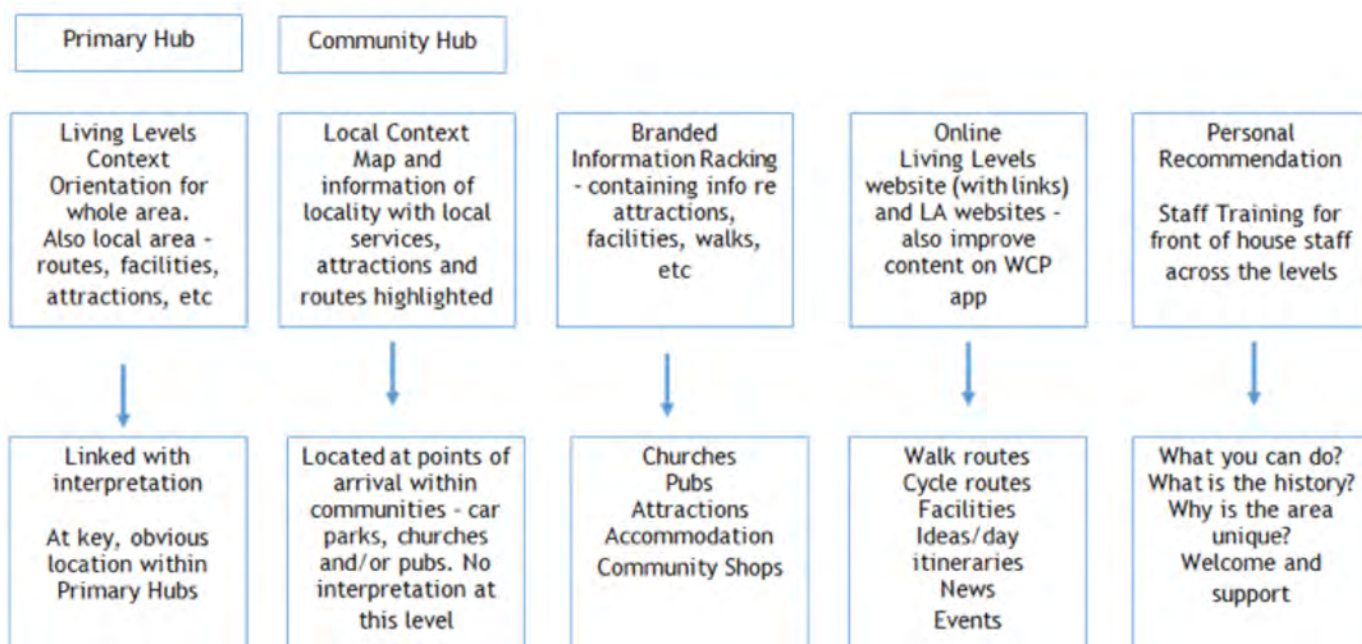 Primary Hub
Community Hub
Living Levels
Context
Orientation for
whole area.
Also local area -
routes, facilities,
attractions, etc
Local Context
Map and
information of
locality with local
services,
attractions and
routes highlighted
Branded
Information Racking
- containing info re
attractions,
facilities, walks,
etc
Online
Living Levels
website (with links)
and LA websites -
also improve
content on WCP
app
Personal
Recommendation
Staff Training for
front of house staff
across the levels
Linked with
interpretation
At key, obvious
location within
Primary Hubs
Located at points of
arrival within
communities - car
parks, churches
and/or pubs. No
interpretation at
this level
Churches
Pubs
Attractions
Accommodation
Community Shops
Walk routes
Cycle routes
Facilities
Ideas/day
itineraries
News
Events
What you can do?
What is the history?
Why is the area
unique?
Welcome and
support